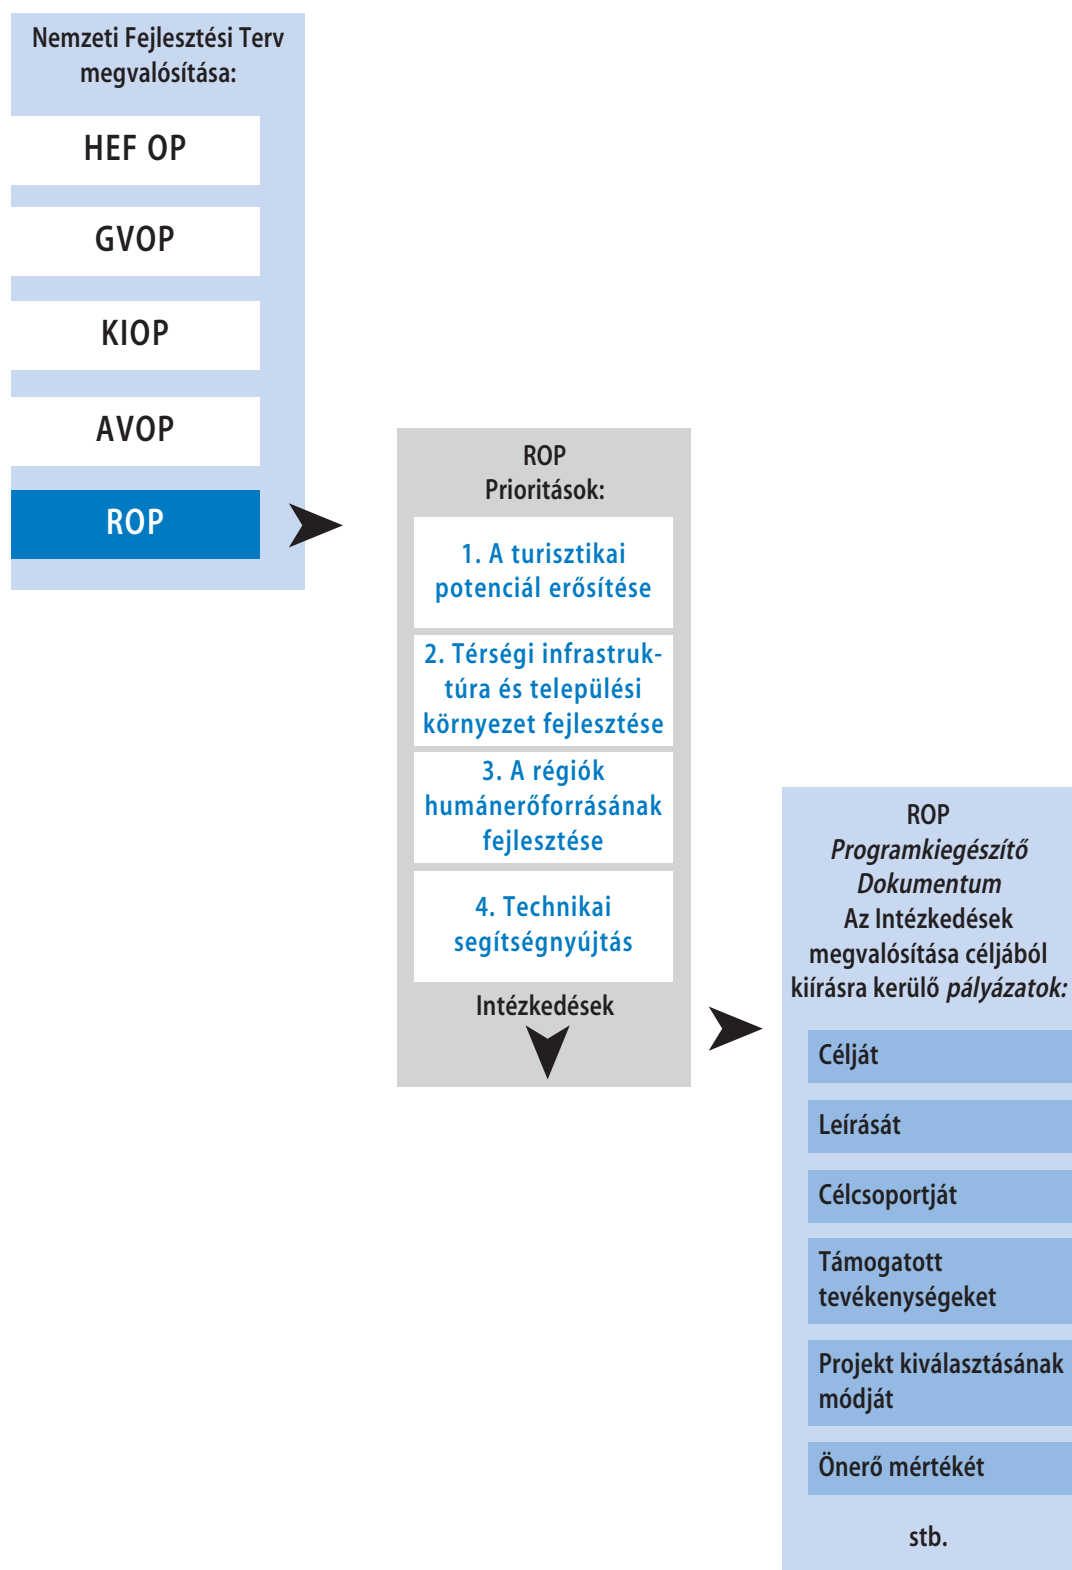 Nemzeti Fejlesztési Terv
megvalósítása:
HEF OP
GVOP
KIOP
AVOP
ROP
ROP
Prioritások:
1. A turisztikai
potenciál erősítése
2. Térségi infrastruk-
túra és települési
környezet fejlesztése
3. A régiók
humánerőforrásának
fejlesztése
4. Technikai
segítségnyújtás
Intézkedések
ROP
Programkiegészítő
Dokumentum
Az Intézkedések
megvalósítása céljából
kiírásra kerülő pályázatok:
Célját
Leírását
Célcsoportját
Támogatott
tevékenységeket
Projekt kiválasztásának
módját
Önerő mértékét
stb.